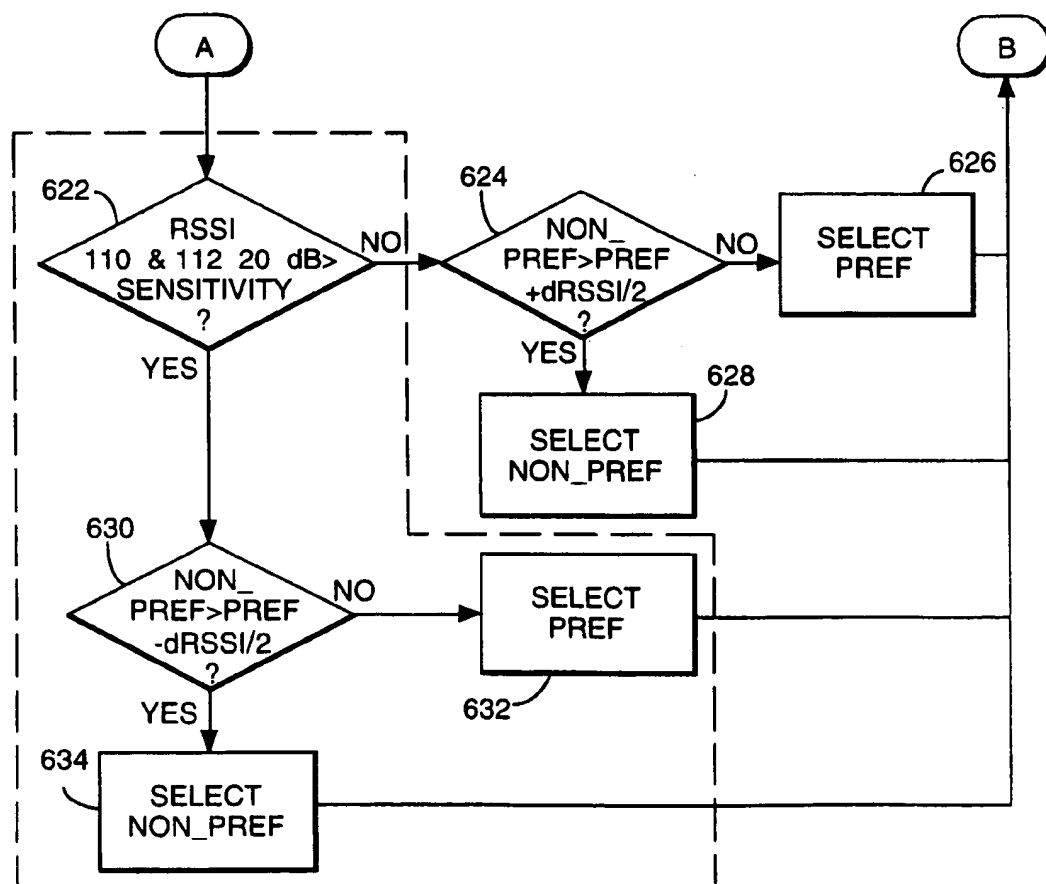 A
B
622
RSSI
110 & 112 20 dB>
SENSITIVITY
?
NO
YES
624
NON_
PREF>PREF
+dRSSI/2
?
NO
YES
626
SELECT
PREF
628
SELECT
NON_PREF
630
NON_
PREF>PREF
-dRSSI/2
?
NO
YES
SELECT
PREF
632
634
SELECT
NON_PREF